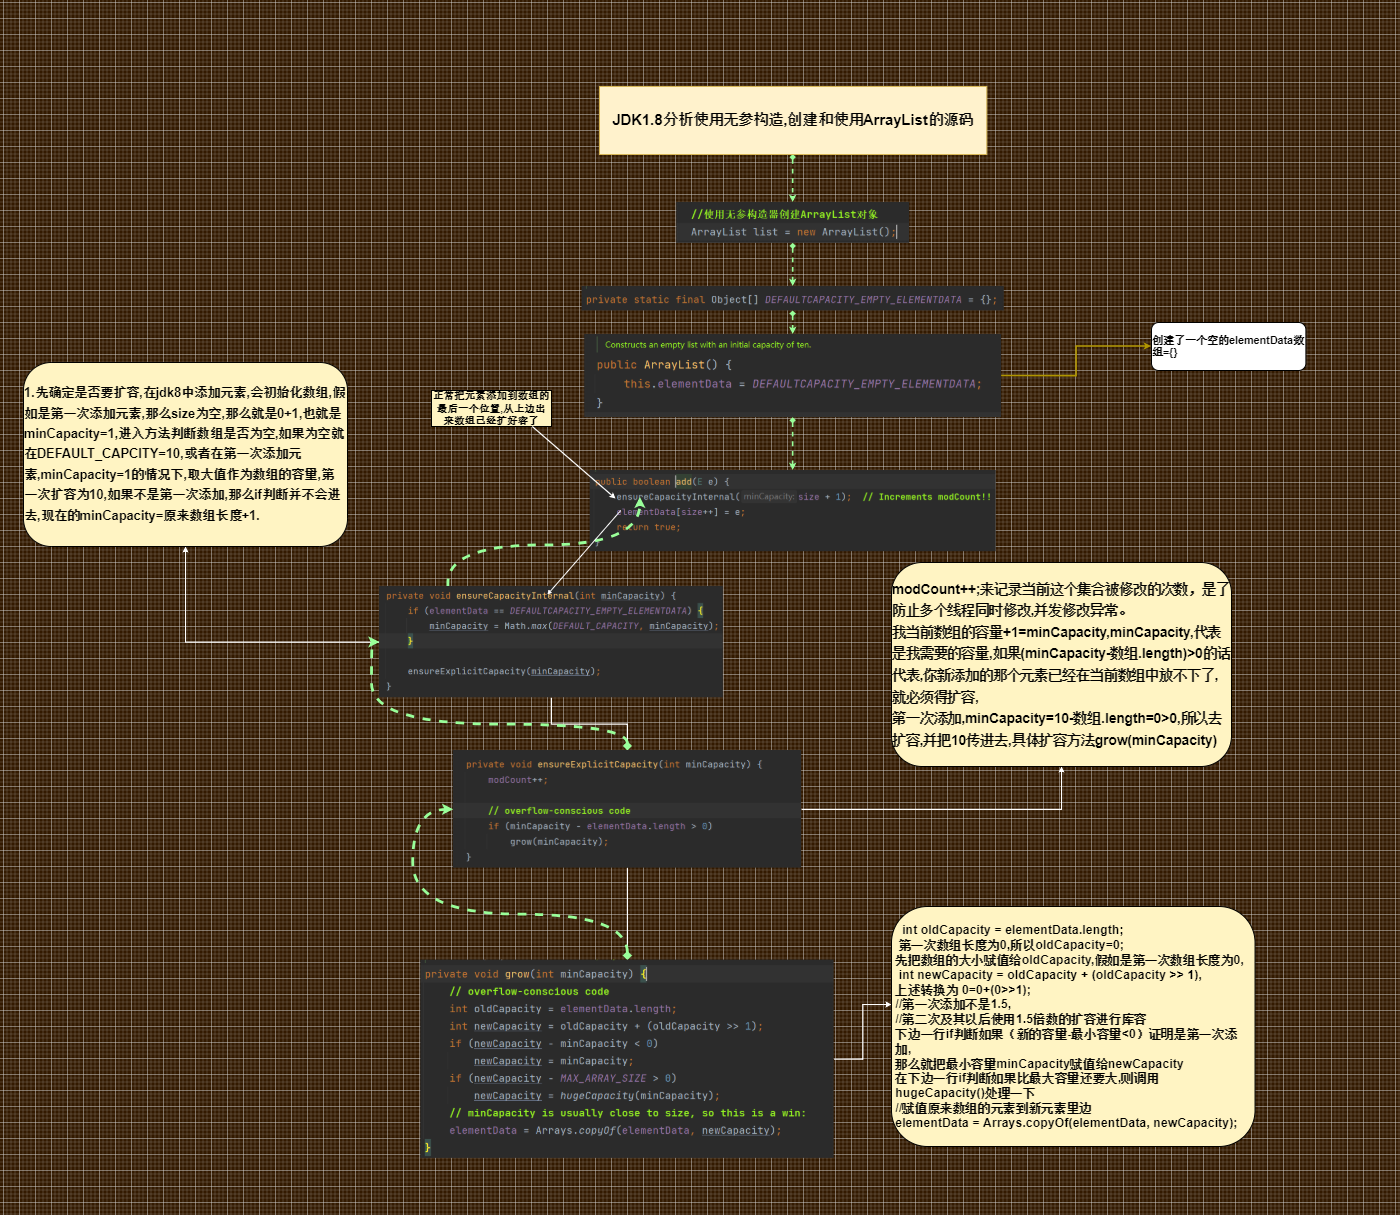 JDK1.8分析使用无参构造,创建和使用ArrayList的源码
//使用无参构造器创建ArrayList对象
ArrayList list = new ArrayList();
private static final Object[] DEFAULTCAPACITY_EMPTY_ELEMENTDATA = {};
Constructs an empty list with an initial capacity of ten.
public ArrayList() {
this.elementData = DEFAULTCAPACITY_EMPTY_ELEMENTDATA;
}
创建了一个空的elementData数
组={}
1.先确定是否要扩容,在jdk8中添加元素,会初始化数组,假
如是第一次添加元素,那么size为空,那么就是0+1,也就是
minCapacity=1,进入方法判断数组是否为空,如果为空就
在DEFAULT_CAPCITY=10,或者在第一次添加元
素,minCapacity=1的情况下,取大值作为数组的容量,第
一次扩容为10,如果不是第一次添加,那么if判断并不会进
去,现在的minCapacity=原来数组长度+1.
正常把元素添加到数组的
最后一个位置,从上边出
来数组已经扩好容了
public boolean add(E e) {
ensureCapacityInternal( minCapacity: size + 1);  // Increments modCount!!
elementData[size++] = e;
return true;
}
private void ensureCapacityInternal(int minCapacity) {
if (elementData == DEFAULTCAPACITY_EMPTY_ELEMENTDATA) {
minCapacity = Math.max(DEFAULT_CAPACITY, minCapacity);
}
ensureExplicitCapacity(minCapacity);
}
modCount++;来记录当前这个集合被修改的次数，是了
防止多个线程同时修改,并发修改异常。
我当前数组的容量+1=minCapacity,minCapacity,代表
是我需要的容量,如果(minCapacity-数组.length)>0的话
代表,你新添加的那个元素已经在当前数组中放不下了,
就必须得扩容,
第一次添加,minCapacity=10-数组.length=0>0,所以去
扩容,并把10传进去,具体扩容方法grow(minCapacity)
private void ensureExplicitCapacity(int minCapacity) {
modCount++;
// overflow-conscious code
if (minCapacity - elementData.length > 0)
grow(minCapacity);
}
private void grow(int minCapacity) {
// overflow-conscious code
int oldCapacity = elementData.length;
int newCapacity = oldCapacity + (oldCapacity >> 1);
if (newCapacity - minCapacity < 0)
newCapacity = minCapacity;
if (newCapacity - MAX_ARRAY_SIZE > 0)
newCapacity = hugeCapacity(minCapacity);
// minCapacity is usually close to size, so this is a win:
elementData = Arrays.copyOf(elementData, newCapacity);
}
int oldCapacity = elementData.length;
第一次数组长度为0,所以oldCapacity=0;
先把数组的大小赋值给oldCapacity,假如是第一次数组长度为0,
int newCapacity = oldCapacity + (oldCapacity >> 1),
上述转换为 0=0+(0>>1);
//第一次添加不是1.5,
//第二次及其以后使用1.5倍数的扩容进行库容
下边一行if判断如果（新的容量-最小容量<0）证明是第一次添
加,
那么就把最小容量minCapacity赋值给newCapacity
在下边一行if判断如果比最大容量还要大,则调用
hugeCapacity()处理一下
//赋值原来数组的元素到新元素里边
elementData = Arrays.copyOf(elementData, newCapacity);